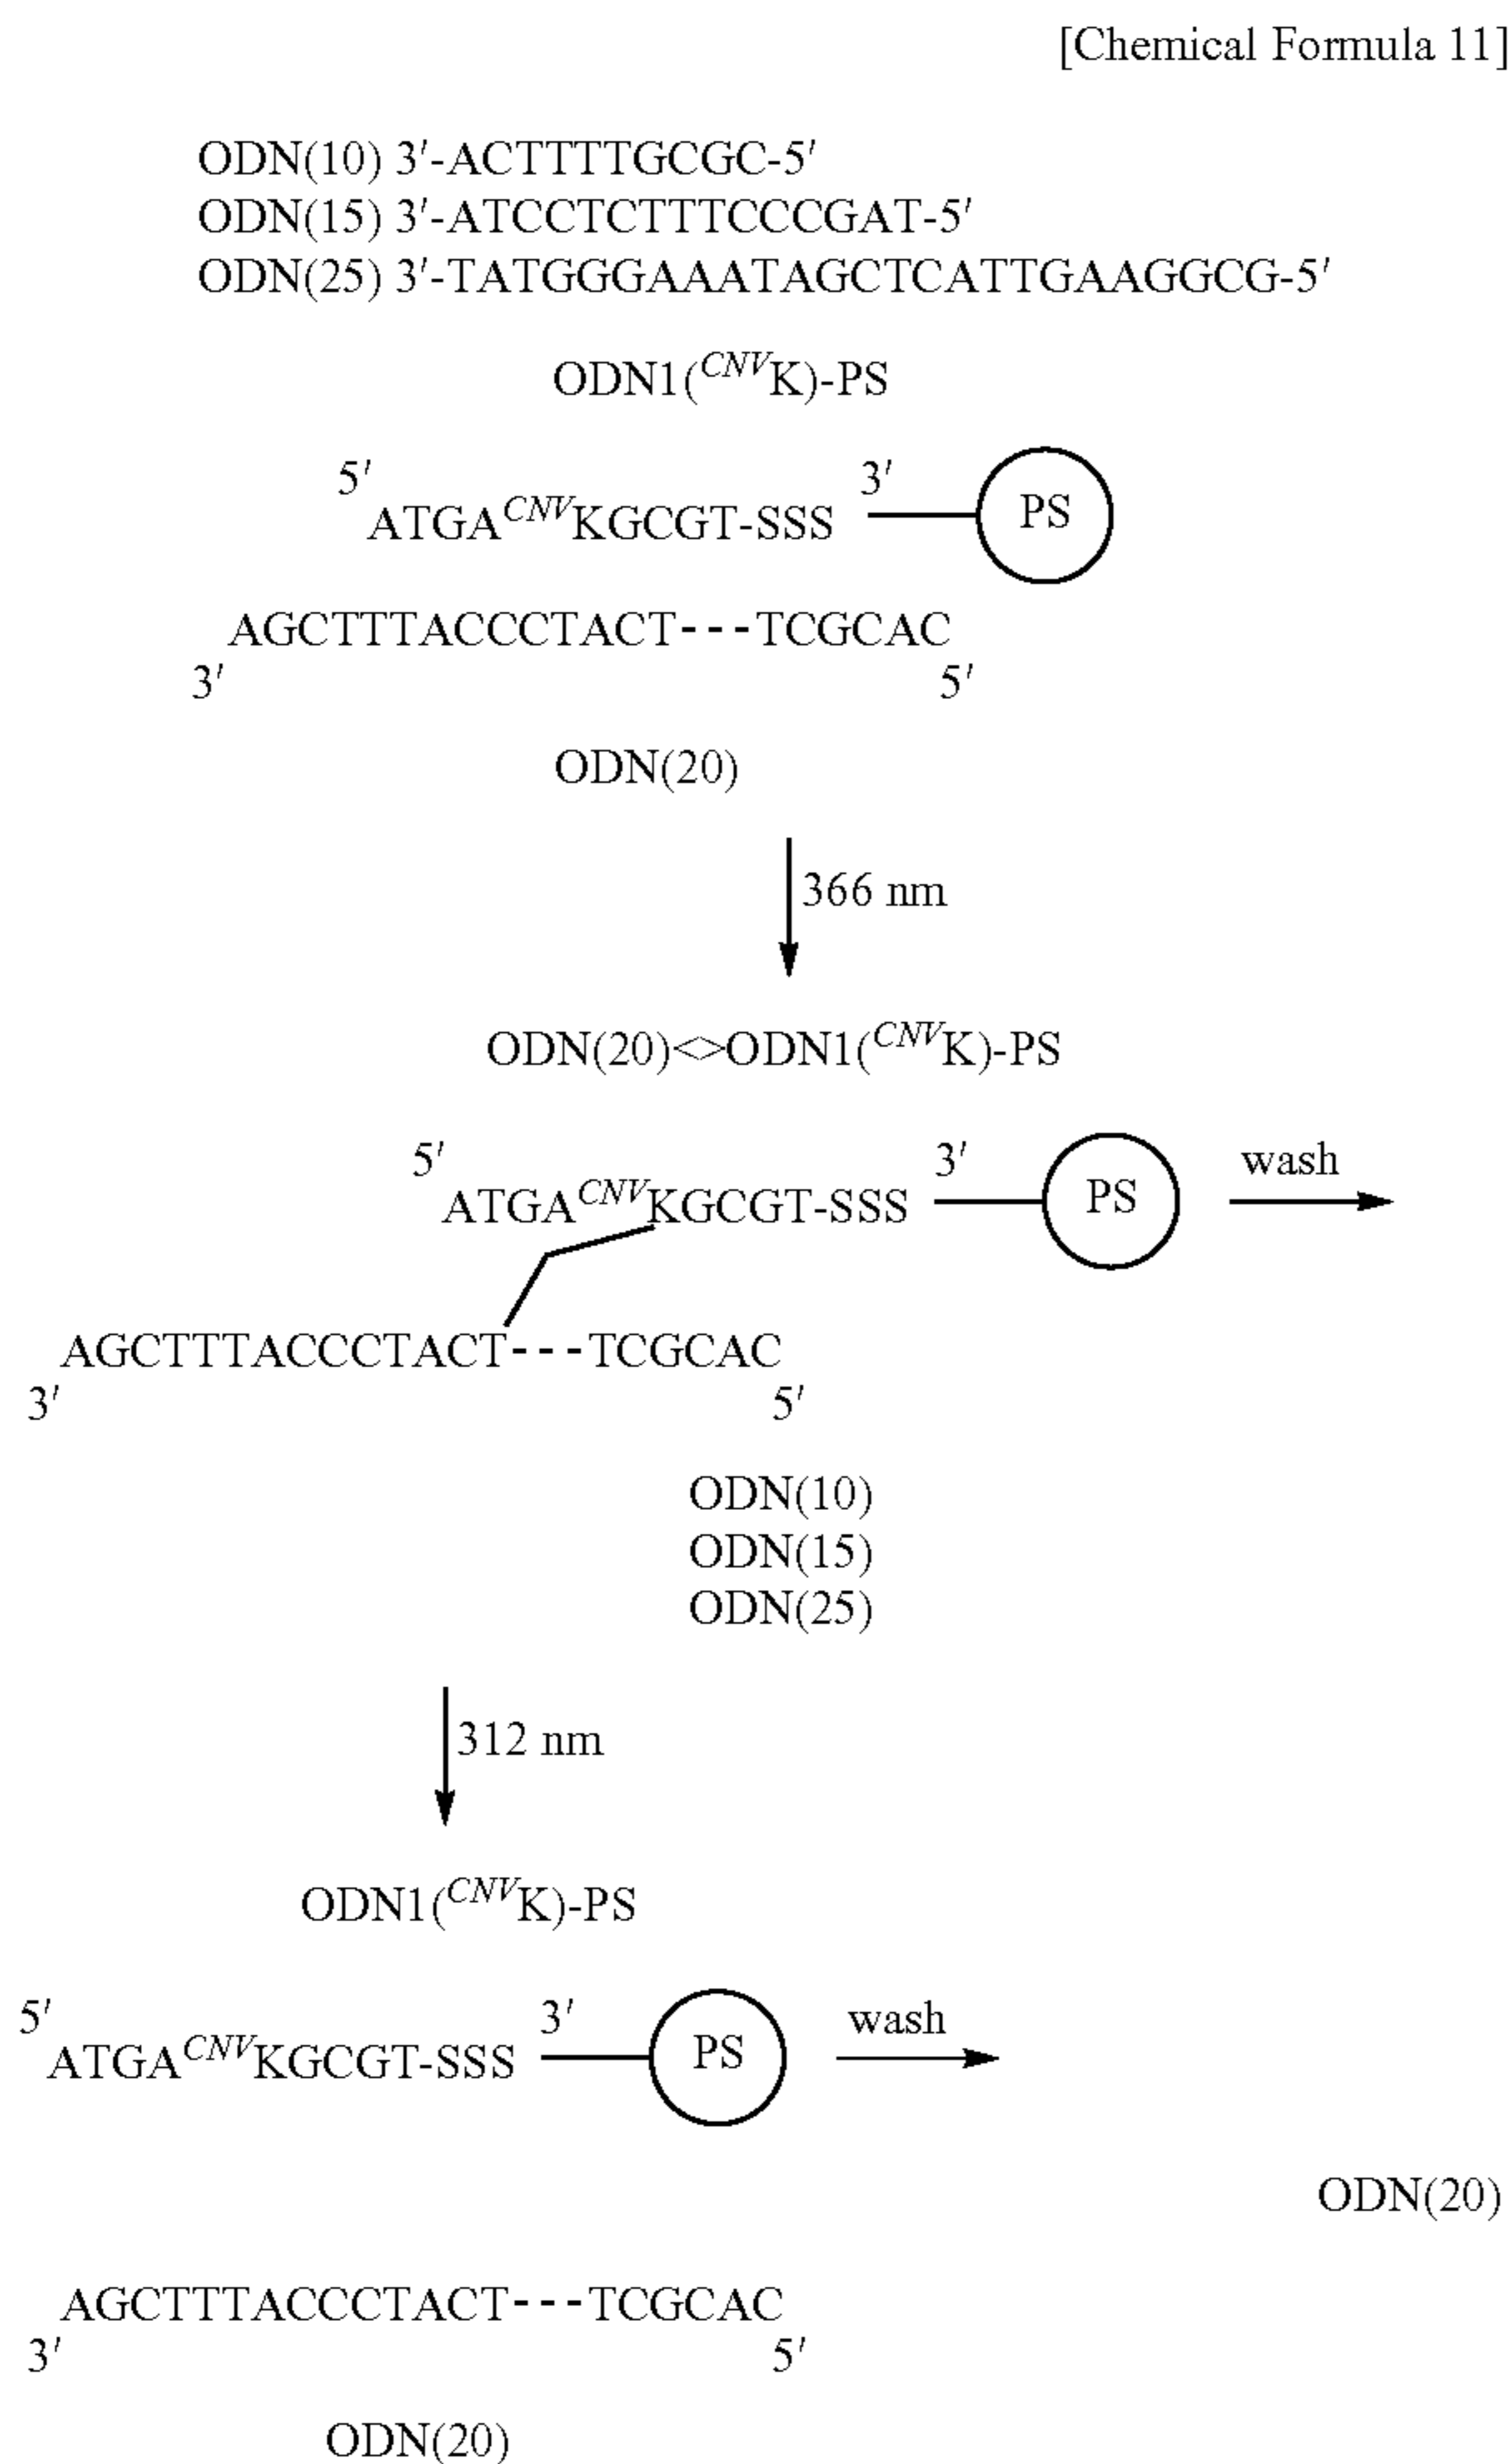 [Chemical Formula 11]
ODN(10) 3′-ACTTTTGCGC-5′
ODN(15) 3′-ATCCTCTTTCCCGAT-5′
ODN(25) 3′-TATGGGAAATAGCTCATTGAAGGCG-5′
ODN1(CNVK)-PS
5′ 3′
ATGACNVKGCGT-SSS PS
AGCTTTACCCTACT---TCGCAC
3′ 5′
ODN(20)
366 nm
ODN(20)<>ODN1(CNVK)-PS
5′ 3′ wash
ATGACNVKGCGT-SSS PS
AGCTTTACCCTACT---TCGCAC
3′ 5′
ODN(10)
ODN(15)
ODN(25)
312 nm
ODN1(CNVK)-PS
5′ 3′ wash
ATGACNVKGCGT-SSS PS
ODN(20)
AGCTTTACCCTACT---TCGCAC
3′ 5′
ODN(20)